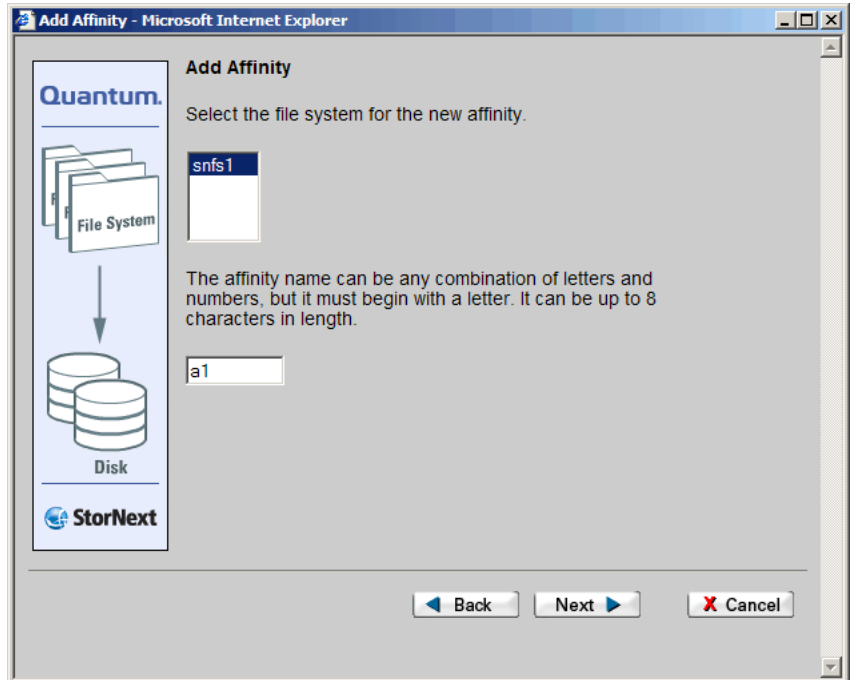 Add Affinity - Microsoft Internet Explorer
Quantum.
File System
Disk
StorNext
Add Affinity
Select the file system for the new affinity.
snfs1
The affinity name can be any combination of letters and
numbers, but it must begin with a letter. It can be up to 8
characters in length.
a1
Back
Next
X Cancel